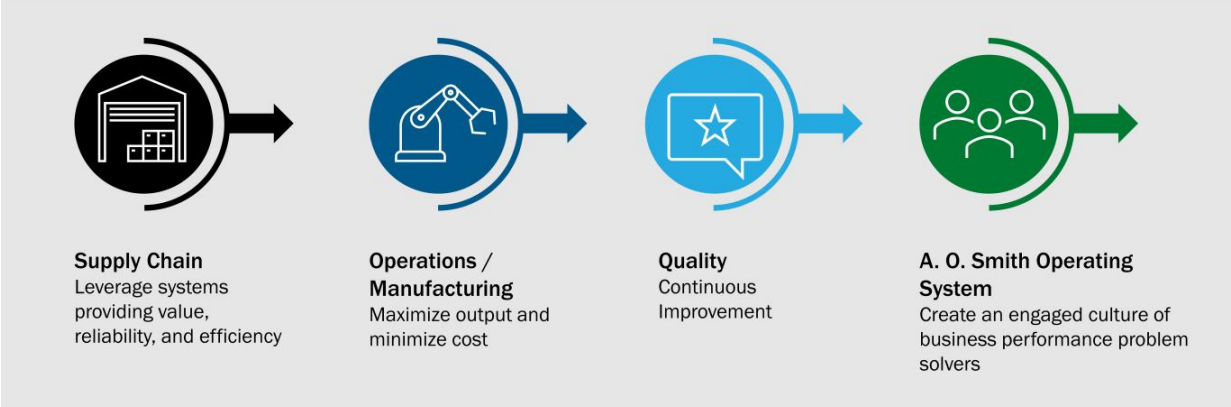 Supply Chain
Leverage systems
providing value,
reliability, and efficiency
Operations /
Manufacturing
Maximize output and
minimize cost
Quality
Continuous
Improvement
A. O. Smith Operating
System
Create an engaged culture of
business performance problem
solvers